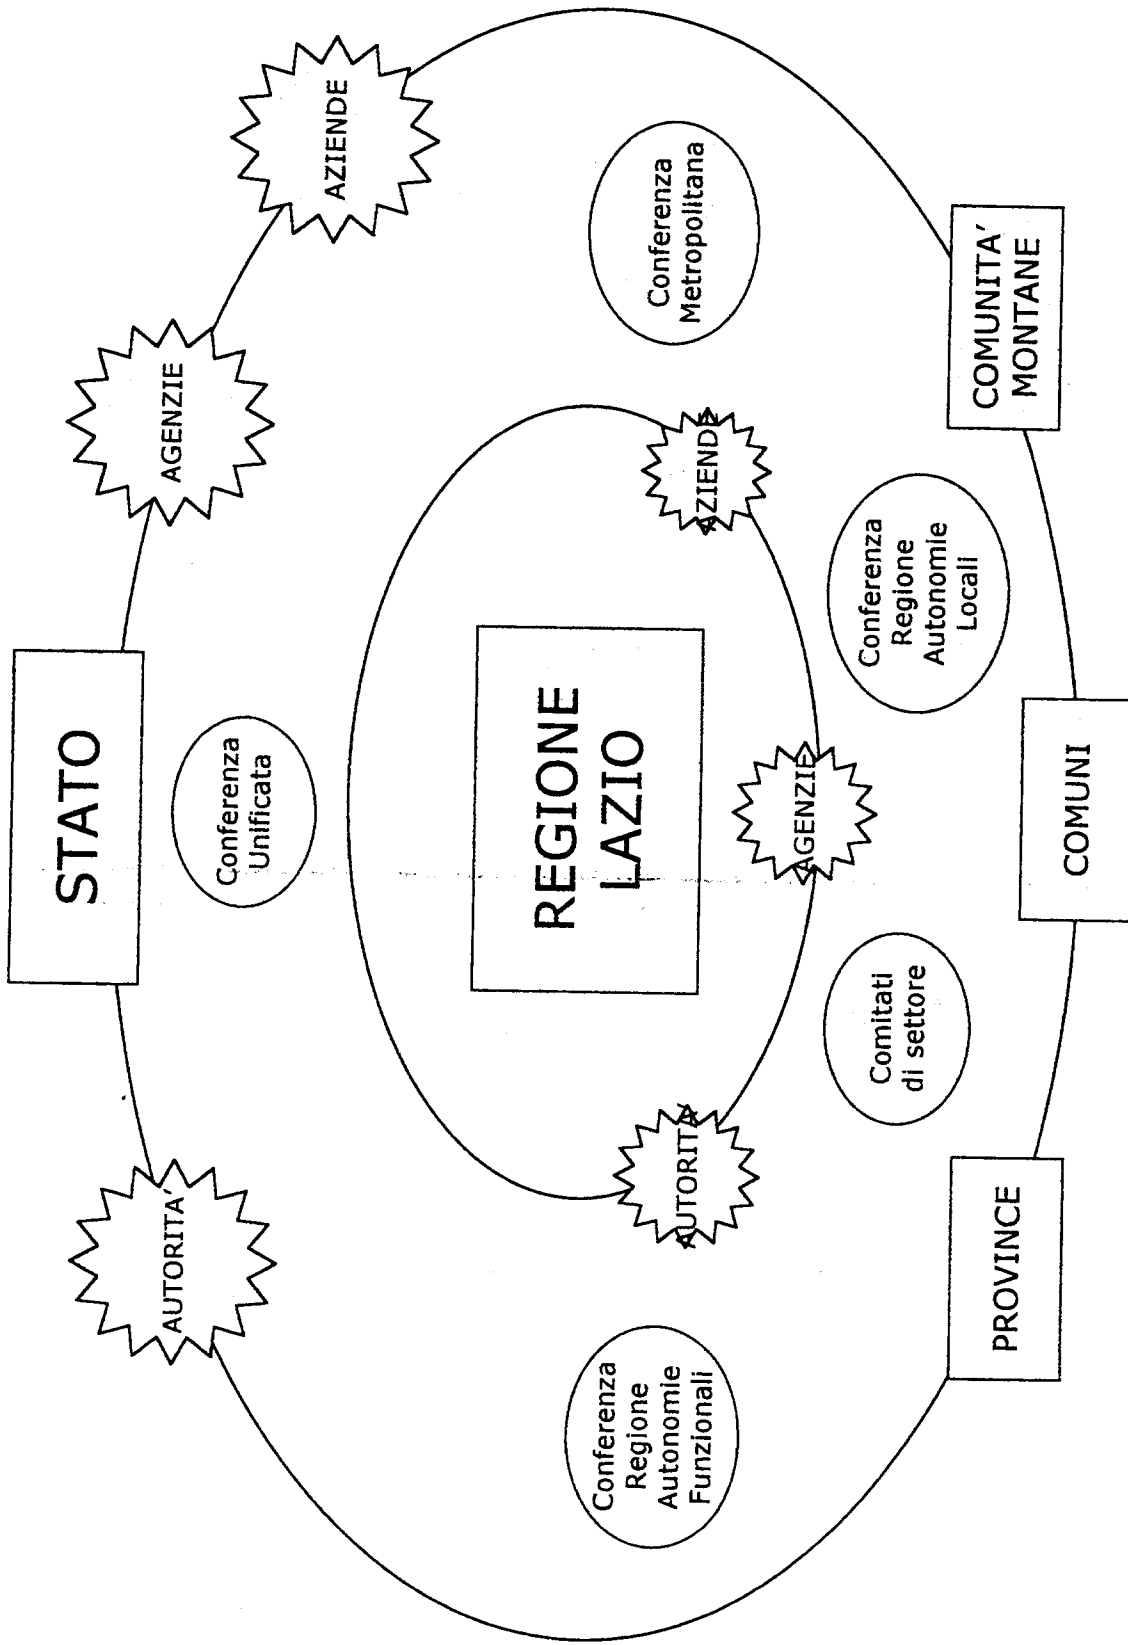 STATO
AUTORITA'
AGENZIE
AZIENDE
Conferenza
Unificata
REGIONE
LAZIO
Conferenza
Regione
Autonomie
Funzionali
AUTORITA'
AGENZIE
AZIENDE
Conferenza
Metropolitana
Comitati
di settore
Conferenza
Regione
Autonomie
Locali
PROVINCE
COMUNI
COMUNITA'
MONTANE